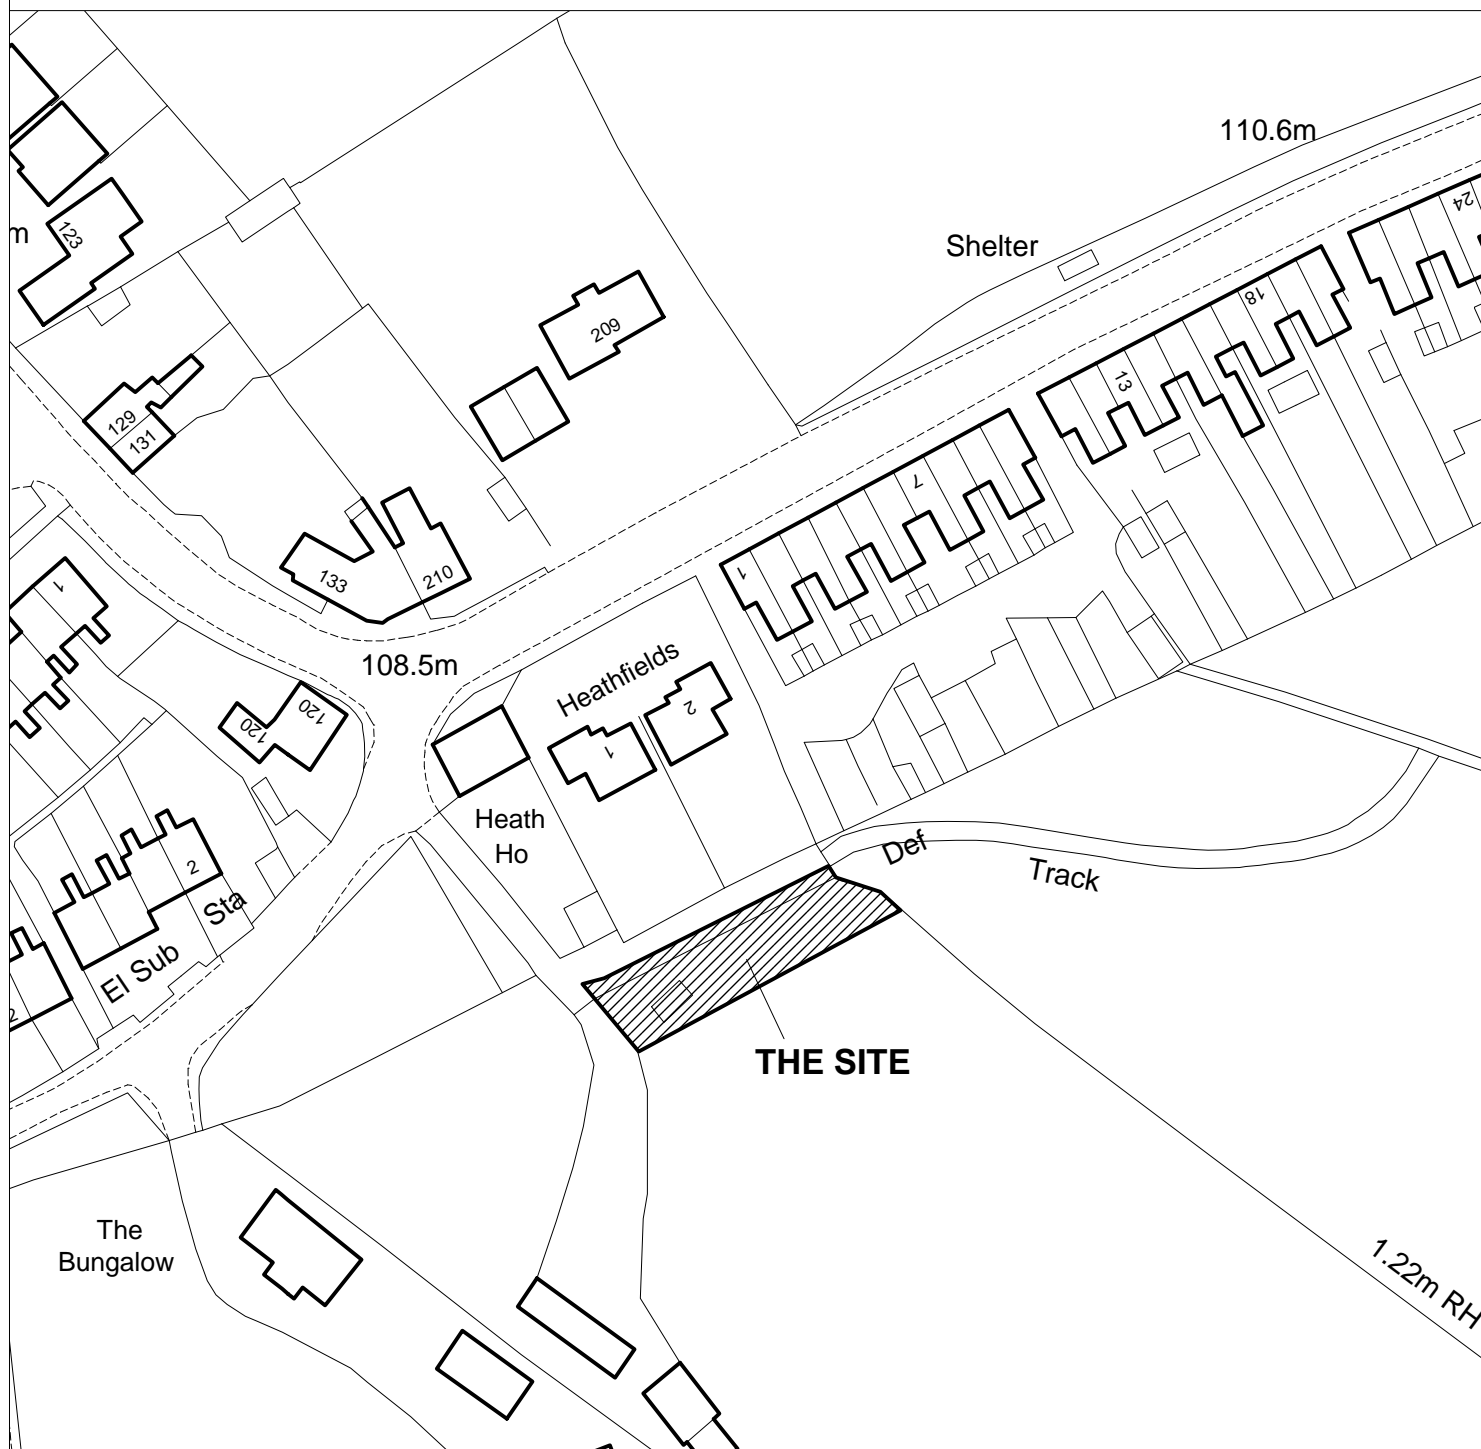 110.6m
24
123
m
Shelter
18
209
13
129
131
7
133
210
1
1
108.5m
Heathfields
2
1
120
120
Heath
Ho
2
Def
Track
Sta
El Sub
2
THE SITE
The
Bungalow
1.22m RH